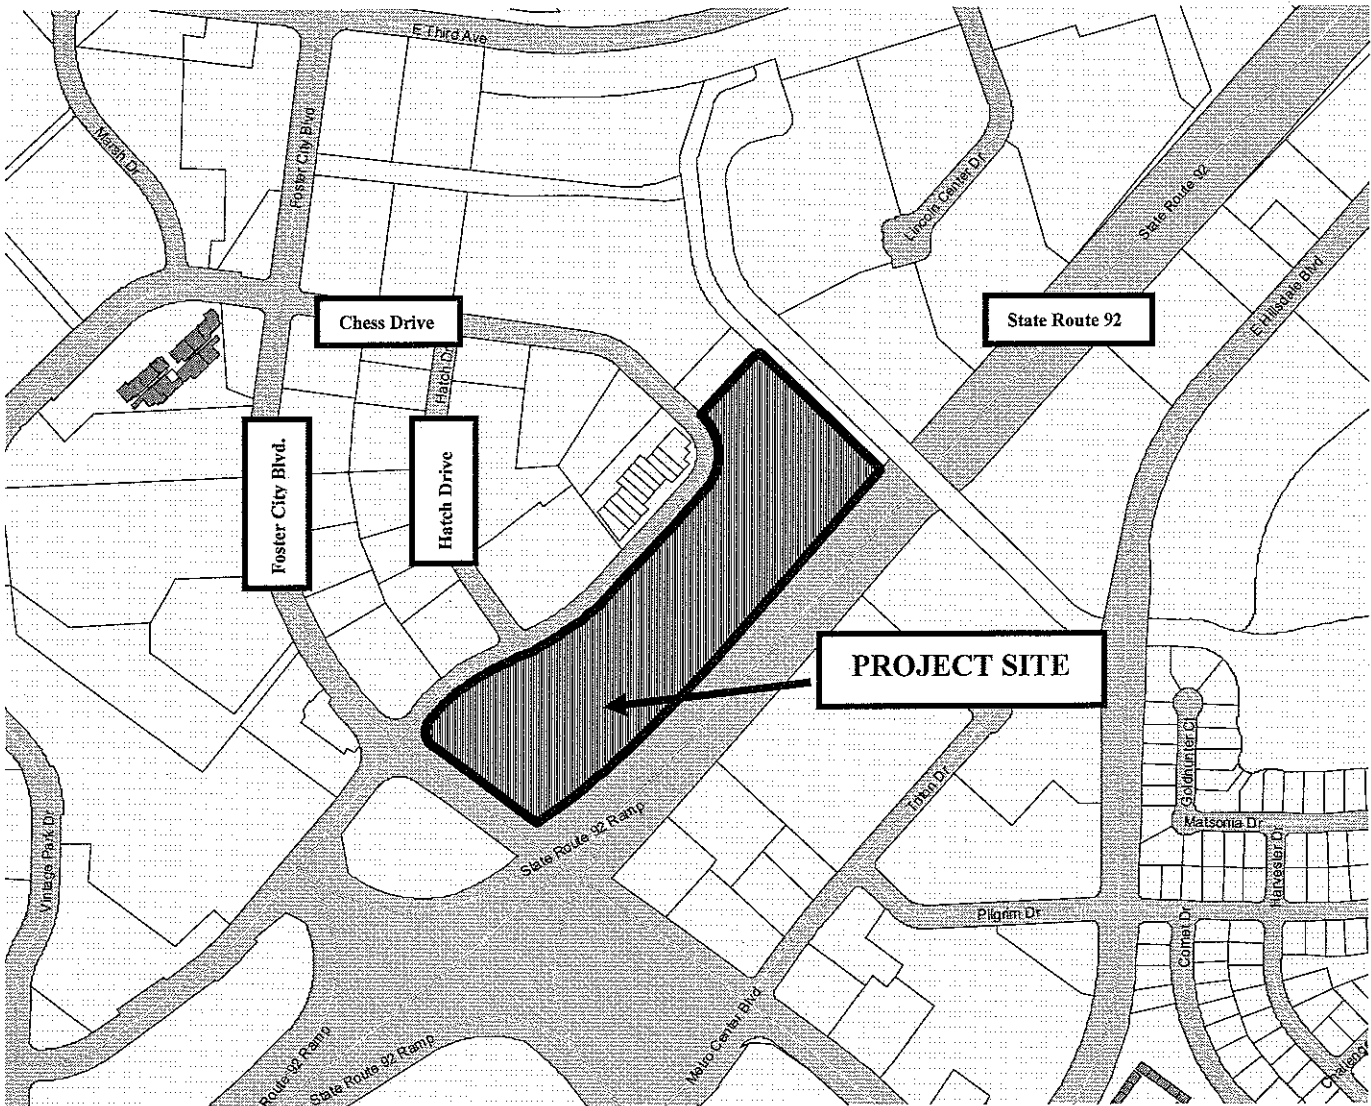 E Third Ave
Marsh Dr
Foster City Blvd
Lincoln Center Dr
State Route 92
E Hillsdale Blvd
Chess Drive
State Route 92
Hatch Dr
Foster City Blvd.
Hatch Drive
PROJECT SITE
Goldhunter Ct
Triton Dr
Matsonia Dr
State Route 92 Ramp
Harvester Dr
Vintage Park Dr
Pilgrim Dr
Comet Dr
Metro Center Blvd
Route 92 Ramp
State Route 92 Ramp